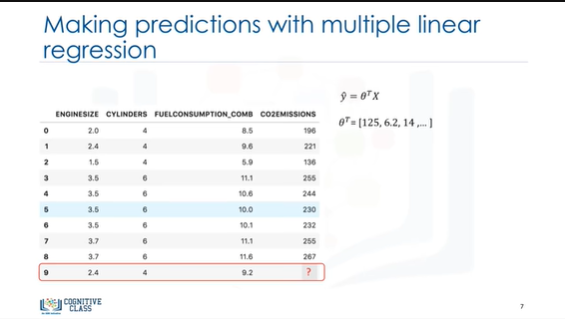 Making predictions with multiple linear
regression
ŷ = θᵀX
θᵀ = [125, 6.2, 14 ,... ]
ENGINESIZE CYLINDERS FUELCONSUMPTION_COMB CO2EMISSIONS
0 2.0 4 8.5 196
1 2.4 4 9.6 221
2 1.5 4 5.9 136
3 3.5 6 11.1 255
4 3.5 6 10.6 244
5 3.5 6 10.0 230
6 3.5 6 10.1 232
7 3.7 6 11.1 255
8 3.7 6 11.6 267
9 2.4 4 9.2 ?
COGNITIVE
CLASS
7